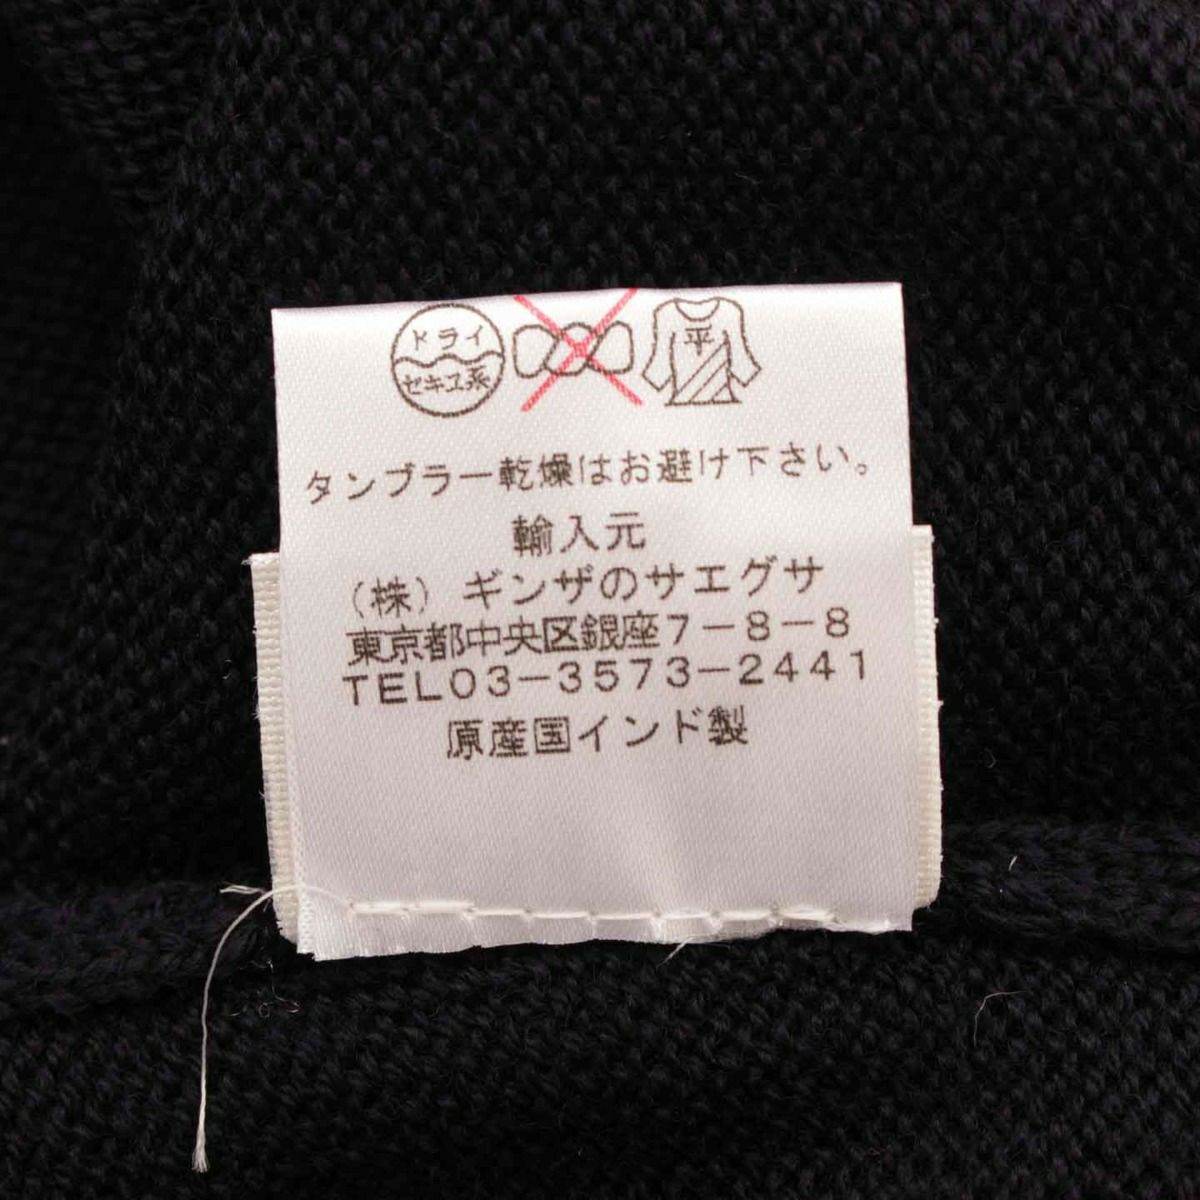 ドライ
セキユ系
平
タンブラー乾燥はお避け下さい。
輸入元
（株）ギンザのサエグサ
東京都中央区銀座7－8－8
TEL03－3573－2441
原産国インド製